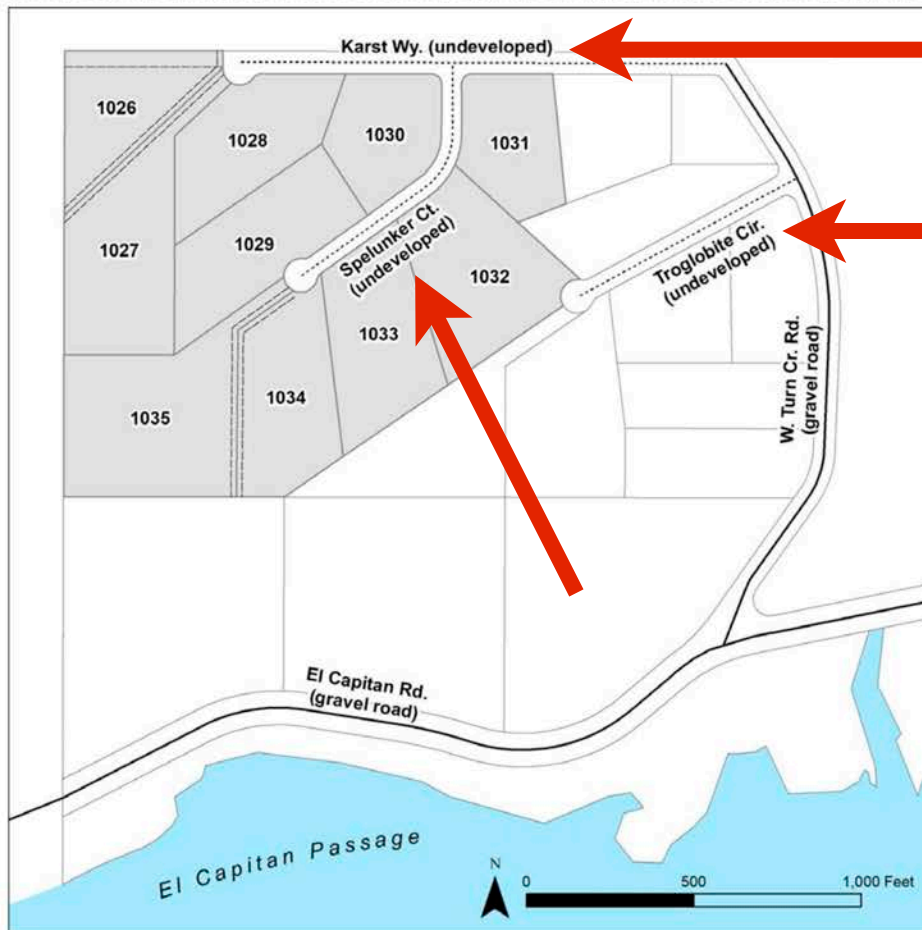 Karst Wy. (undeveloped)
1026
1028
1030
1031
1027
1029
Spelunker Ct.
(undeveloped)
1032
Troglobite Cir.
(undeveloped)
1033
1035
1034
W. Turn Cr. Rd.
(gravel road)
El Capitan Rd.
(gravel road)
El Capitan Passage
N
0 500 1,000 Feet